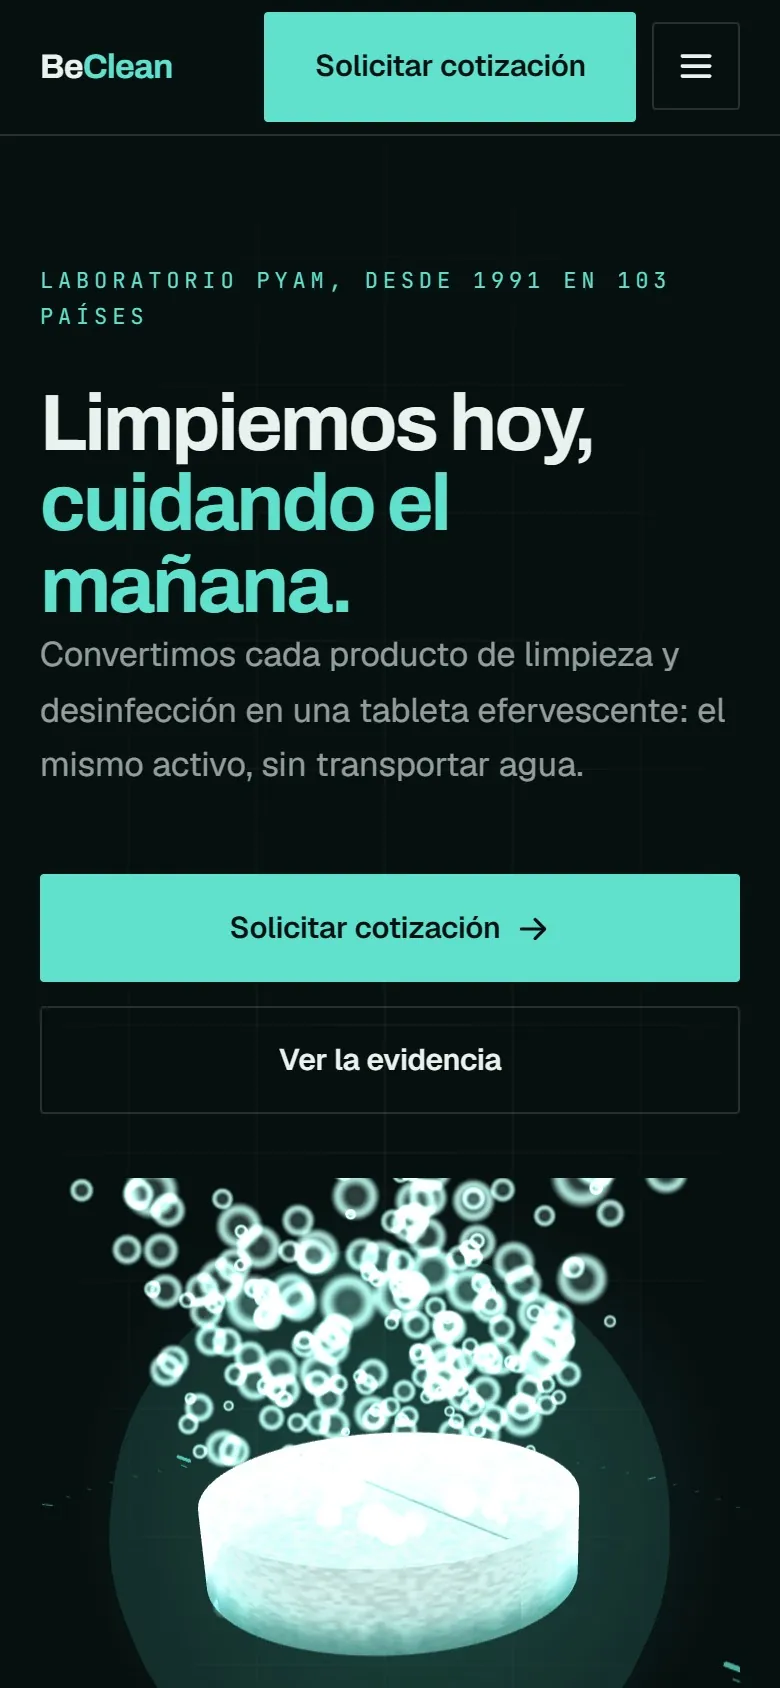 BeClean
Solicitar cotización
LABORATORIO PYAM, DESDE 1991 EN 103
PAÍSES
Limpiemos hoy,
cuidando el
mañana.
Convertimos cada producto de limpieza y
desinfección en una tableta efervescente: el
mismo activo, sin transportar agua.
Solicitar cotización →
Ver la evidencia